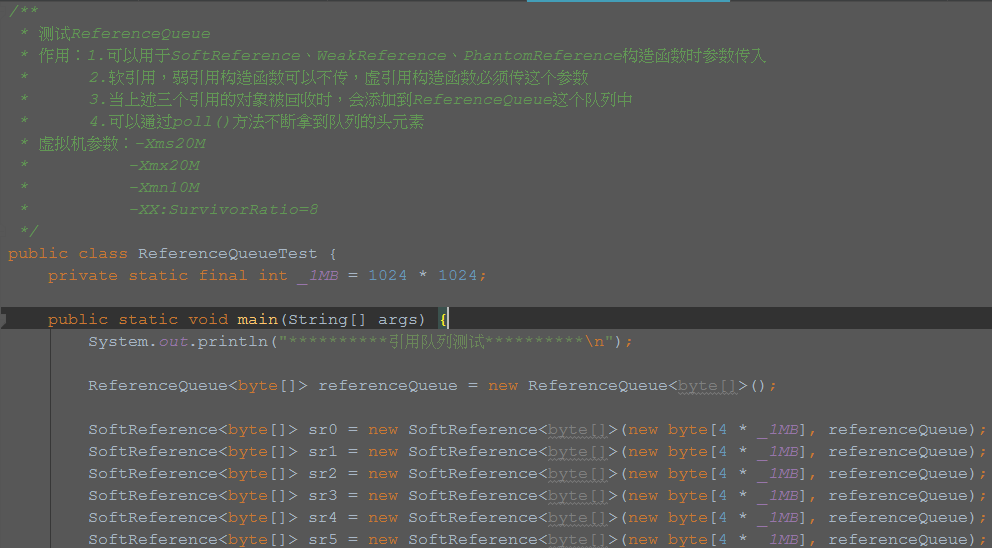 /**
 * 测试ReferenceQueue
 * 作用：1.可以用于SoftReference、WeakReference、PhantomReference构造函数时参数传入
 *      2.软引用，弱引用构造函数可以不传，虚引用构造函数必须传这个参数
 *      3.当上述三个引用的对象被回收时，会添加到ReferenceQueue这个队列中
 *      4.可以通过poll()方法不断拿到队列的头元素
 * 虚拟机参数：-Xms20M
 *          -Xmx20M
 *          -Xmn10M
 *          -XX:SurvivorRatio=8
 */
public class ReferenceQueueTest {
    private static final int _1MB = 1024 * 1024;
    public static void main(String[] args) {
        System.out.println("**********引用队列测试**********\n");
        ReferenceQueue<byte[]> referenceQueue = new ReferenceQueue<byte[]>();
        SoftReference<byte[]> sr0 = new SoftReference<byte[]>(new byte[4 * _1MB], referenceQueue);
        SoftReference<byte[]> sr1 = new SoftReference<byte[]>(new byte[4 * _1MB], referenceQueue);
        SoftReference<byte[]> sr2 = new SoftReference<byte[]>(new byte[4 * _1MB], referenceQueue);
        SoftReference<byte[]> sr3 = new SoftReference<byte[]>(new byte[4 * _1MB], referenceQueue);
        SoftReference<byte[]> sr4 = new SoftReference<byte[]>(new byte[4 * _1MB], referenceQueue);
        SoftReference<byte[]> sr5 = new SoftReference<byte[]>(new byte[4 * _1MB], referenceQueue);